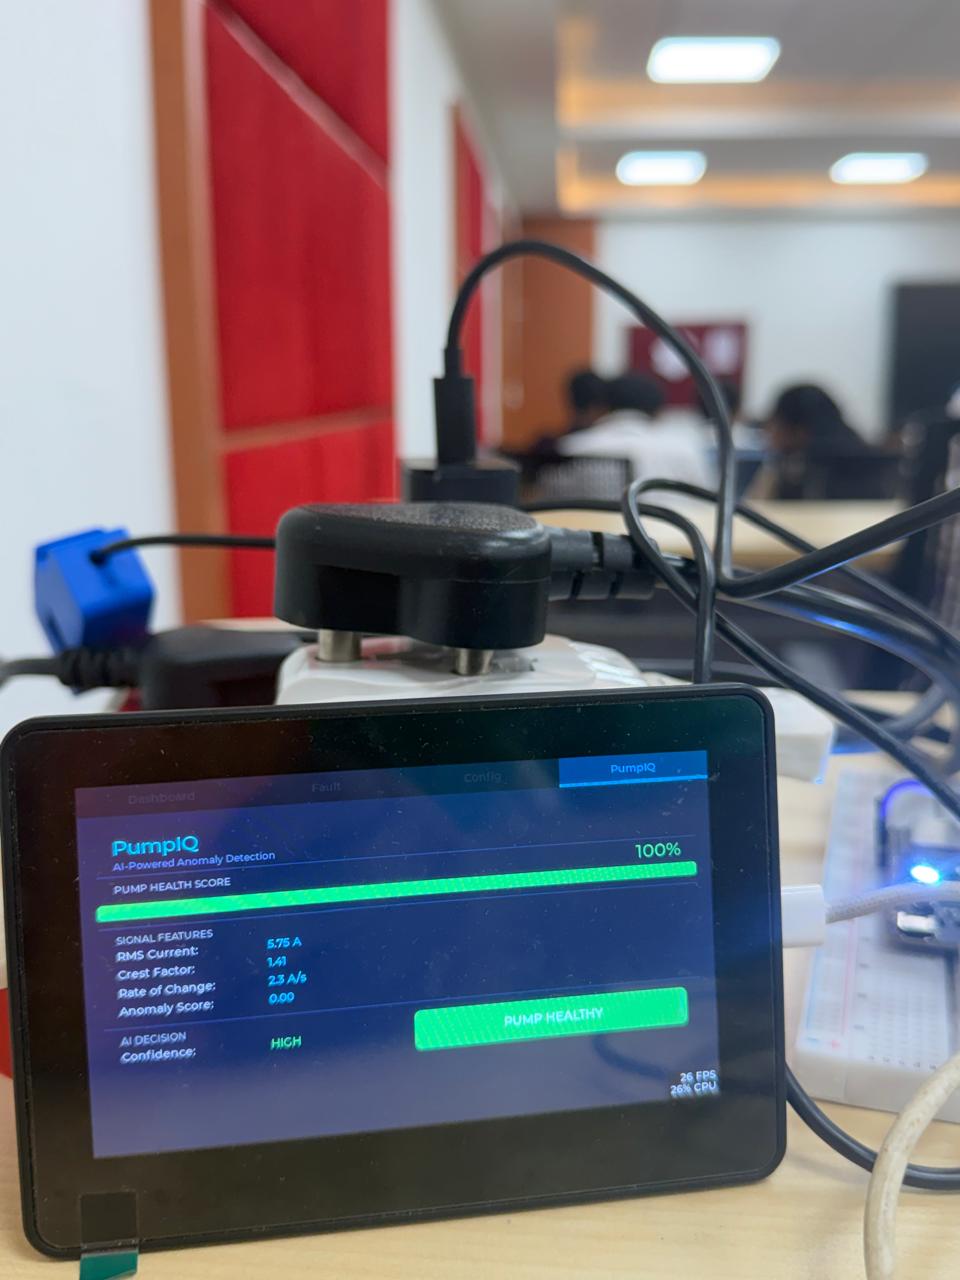 Dashboard Fault Config PumpIQ
PumpIQ
AI-Powered Anomaly Detection
100%
PUMP HEALTH SCORE
SIGNAL FEATURES
RMS Current: 5.75 A
Crest Factor: 1.41
Rate of Change: 2.3 A/s
Anomaly Score: 0.00
AI DECISION
Confidence: HIGH
PUMP HEALTHY
26 FPS
26% CPU